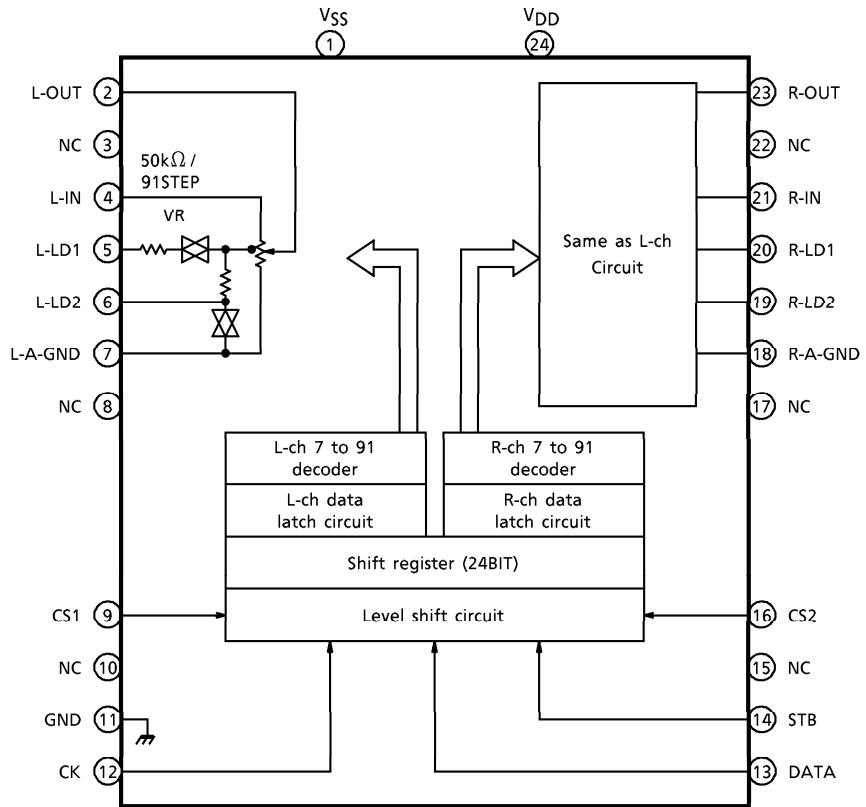 VSS
1
VDD
24
L-OUT 2
NC 3
50kΩ /
91STEP
L-IN 4
VR
L-LD1 5
L-LD2 6
L-A-GND 7
NC 8
23 R-OUT
22 NC
21 R-IN
20 R-LD1
19 R-LD2
18 R-A-GND
17 NC
Same as L-ch
Circuit
L-ch 7 to 91
decoder
R-ch 7 to 91
decoder
L-ch data
latch circuit
R-ch data
latch circuit
Shift register (24BIT)
Level shift circuit
CS1 9
NC 10
GND 11
CK 12
16 CS2
15 NC
14 STB
13 DATA